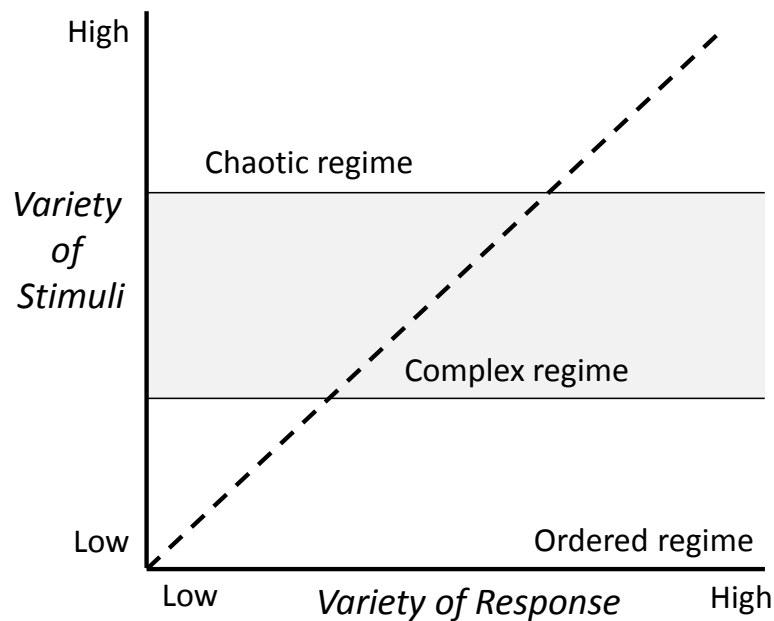 High
Chaotic regime
Variety
of
Stimuli
Complex regime
Low
Ordered regime
Low
Variety of Response
High